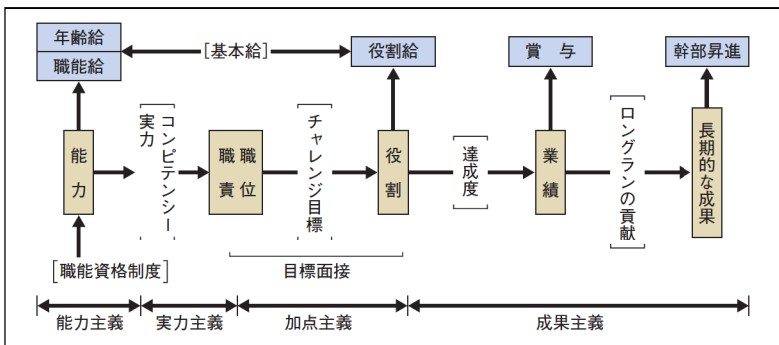 年齢給
職能給
[基本給]
役割給
賞 与
幹部昇進
能力
[コンピテンシー
実力]
職責
職位
[チャレンジ目標]
役割
[達成度]
業績
[ロングランの貢献]
長期的な成果
[職能資格制度]
目標面接
能力主義
実力主義
加点主義
成果主義